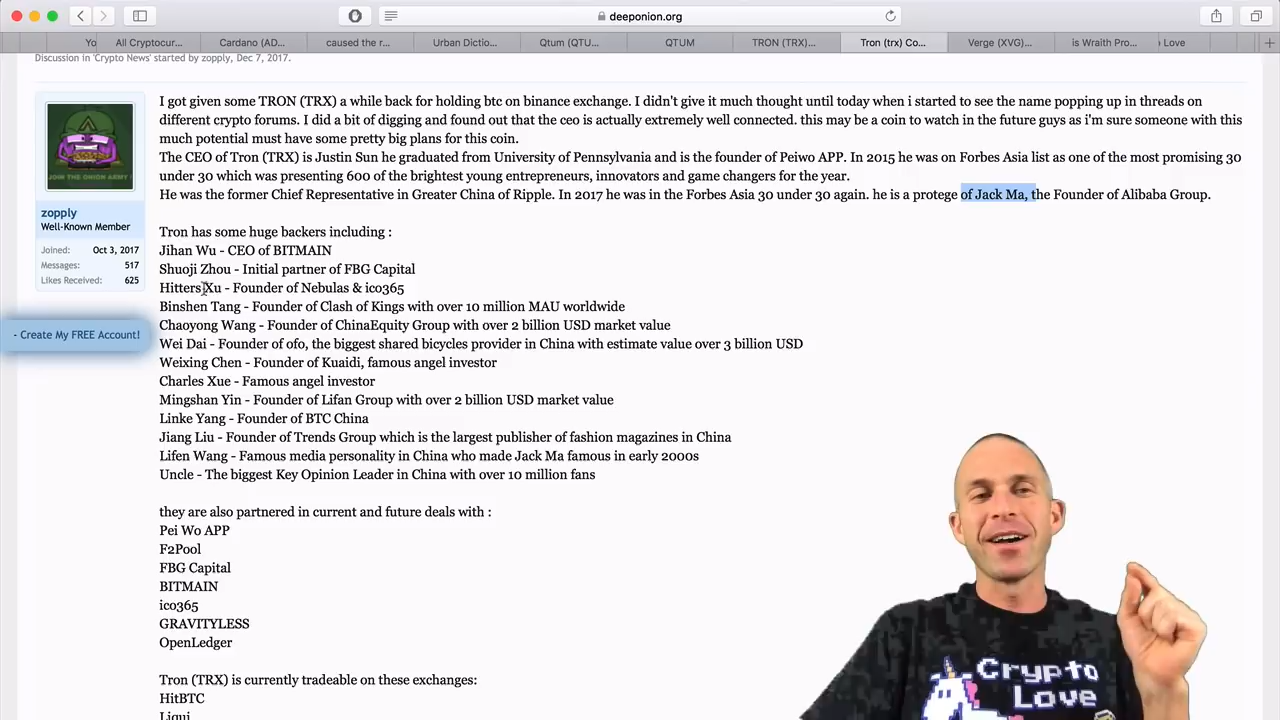 deeponion.org
Yo
All Cryptocur...
Cardano (AD...
caused the r...
Urban Dictio...
Qtum (QTU...
QTUM
TRON (TRX)...
Tron (trx) Co...
Verge (XVG)...
is Wraith Pro...
Love
Discussion in 'Crypto News' started by zopply, Dec 7, 2017.
JOIN THE ONION ARMY!
zopply
Well-Known Member
Joined: Oct 3, 2017
Messages: 517
Likes Received: 625
- Create My FREE Account!
I got given some TRON (TRX) a while back for holding btc on binance exchange. I didn't give it much thought until today when i started to see the name popping up in threads on
different crypto forums. I did a bit of digging and found out that the ceo is actually extremely well connected. this may be a coin to watch in the future guys as i'm sure someone with this
much potential must have some pretty big plans for this coin.
The CEO of Tron (TRX) is Justin Sun he graduated from University of Pennsylvania and is the founder of Peiwo APP. In 2015 he was on Forbes Asia list as one of the most promising 30
under 30 which was presenting 600 of the brightest young entrepreneurs, innovators and game changers for the year.
He was the former Chief Representative in Greater China of Ripple. In 2017 he was in the Forbes Asia 30 under 30 again. he is a protege of Jack Ma, the Founder of Alibaba Group.
Tron has some huge backers including :
Jihan Wu - CEO of BITMAIN
Shuoji Zhou - Initial partner of FBG Capital
Hitters Xu - Founder of Nebulas & ico365
Binshen Tang - Founder of Clash of Kings with over 10 million MAU worldwide
Chaoyong Wang - Founder of ChinaEquity Group with over 2 billion USD market value
Wei Dai - Founder of ofo, the biggest shared bicycles provider in China with estimate value over 3 billion USD
Weixing Chen - Founder of Kuaidi, famous angel investor
Charles Xue - Famous angel investor
Mingshan Yin - Founder of Lifan Group with over 2 billion USD market value
Linke Yang - Founder of BTC China
Jiang Liu - Founder of Trends Group which is the largest publisher of fashion magazines in China
Lifen Wang - Famous media personality in China who made Jack Ma famous in early 2000s
Uncle - The biggest Key Opinion Leader in China with over 10 million fans
they are also partnered in current and future deals with :
Pei Wo APP
F2Pool
FBG Capital
BITMAIN
ico365
GRAVITYLESS
OpenLedger
Tron (TRX) is currently tradeable on these exchanges:
HitBTC
Liqui
Crypto
Love